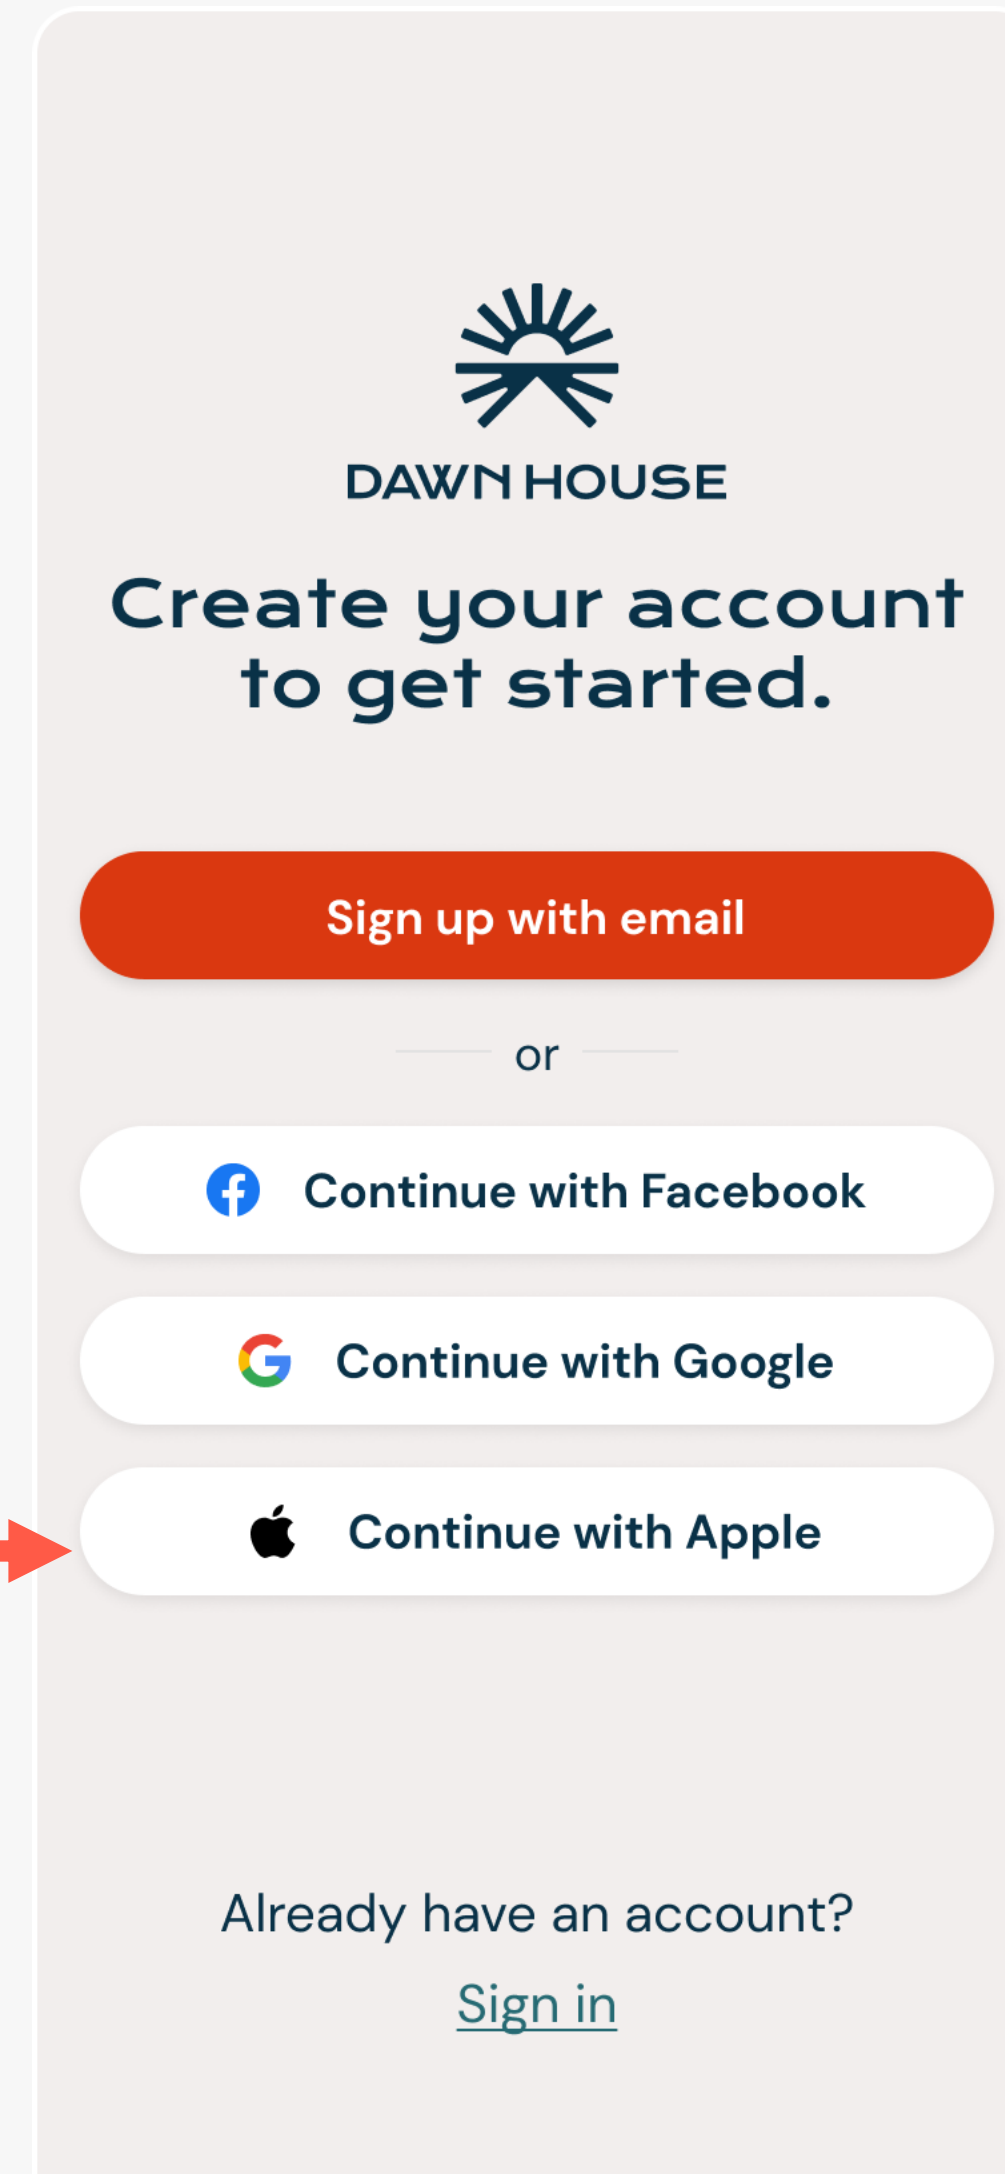 DAWN HOUSE
Create your account
to get started.
Sign up with email
or
Continue with Facebook
Continue with Google
Continue with Apple
Already have an account?
Sign in